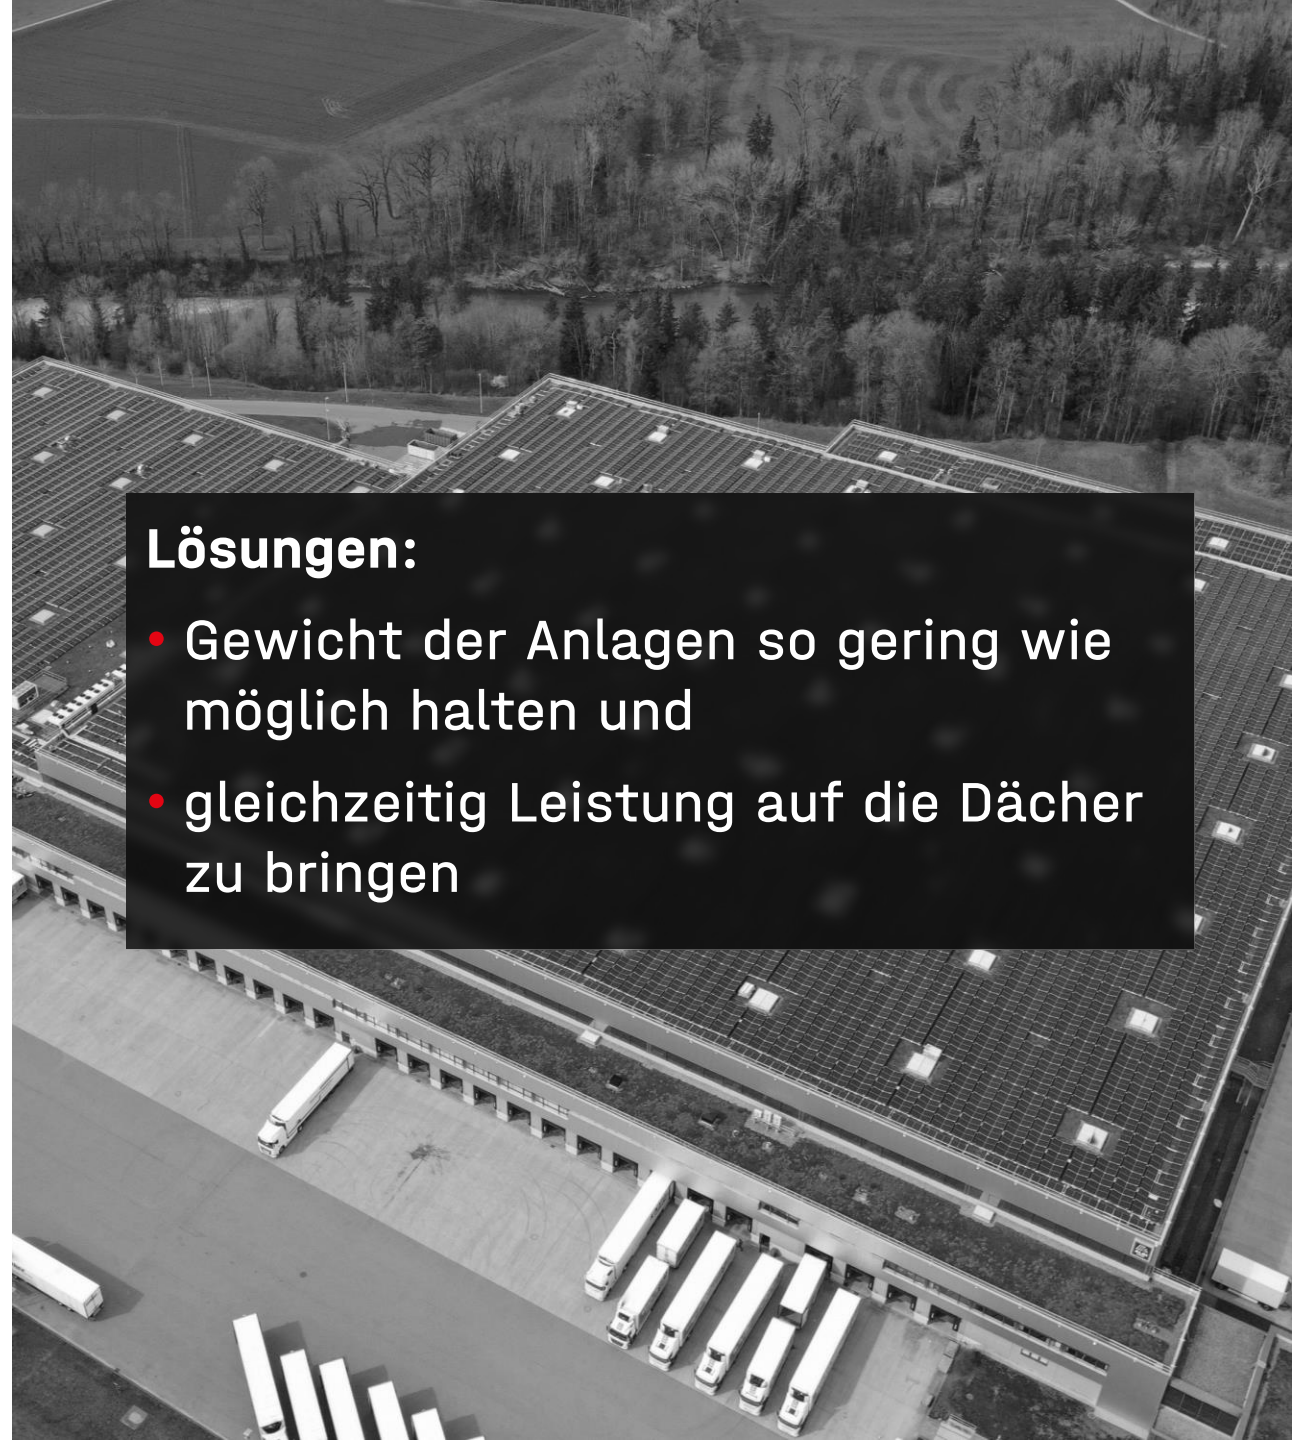 Lösungen:
• Gewicht der Anlagen so gering wie
möglich halten und
• gleichzeitig Leistung auf die Dächer
zu bringen